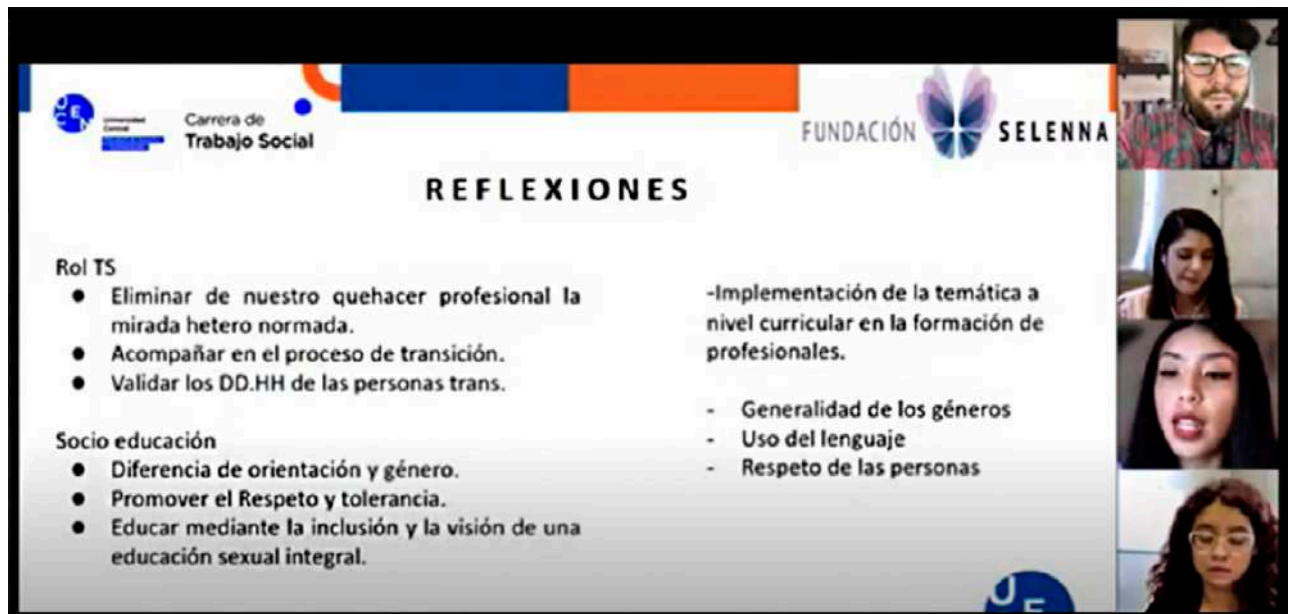 UCEN
Universidad
Central
Carrera de
Trabajo Social
FUNDACIÓN SELENNA
REFLEXIONES
Rol TS
● Eliminar de nuestro quehacer profesional la
mirada hetero normada.
● Acompañar en el proceso de transición.
● Validar los DD.HH de las personas trans.
Socio educación
● Diferencia de orientación y género.
● Promover el Respeto y tolerancia.
● Educar mediante la inclusión y la visión de una
educación sexual integral.
-Implementación de la temática a
nivel curricular en la formación de
profesionales.
- Generalidad de los géneros
- Uso del lenguaje
- Respeto de las personas
U E